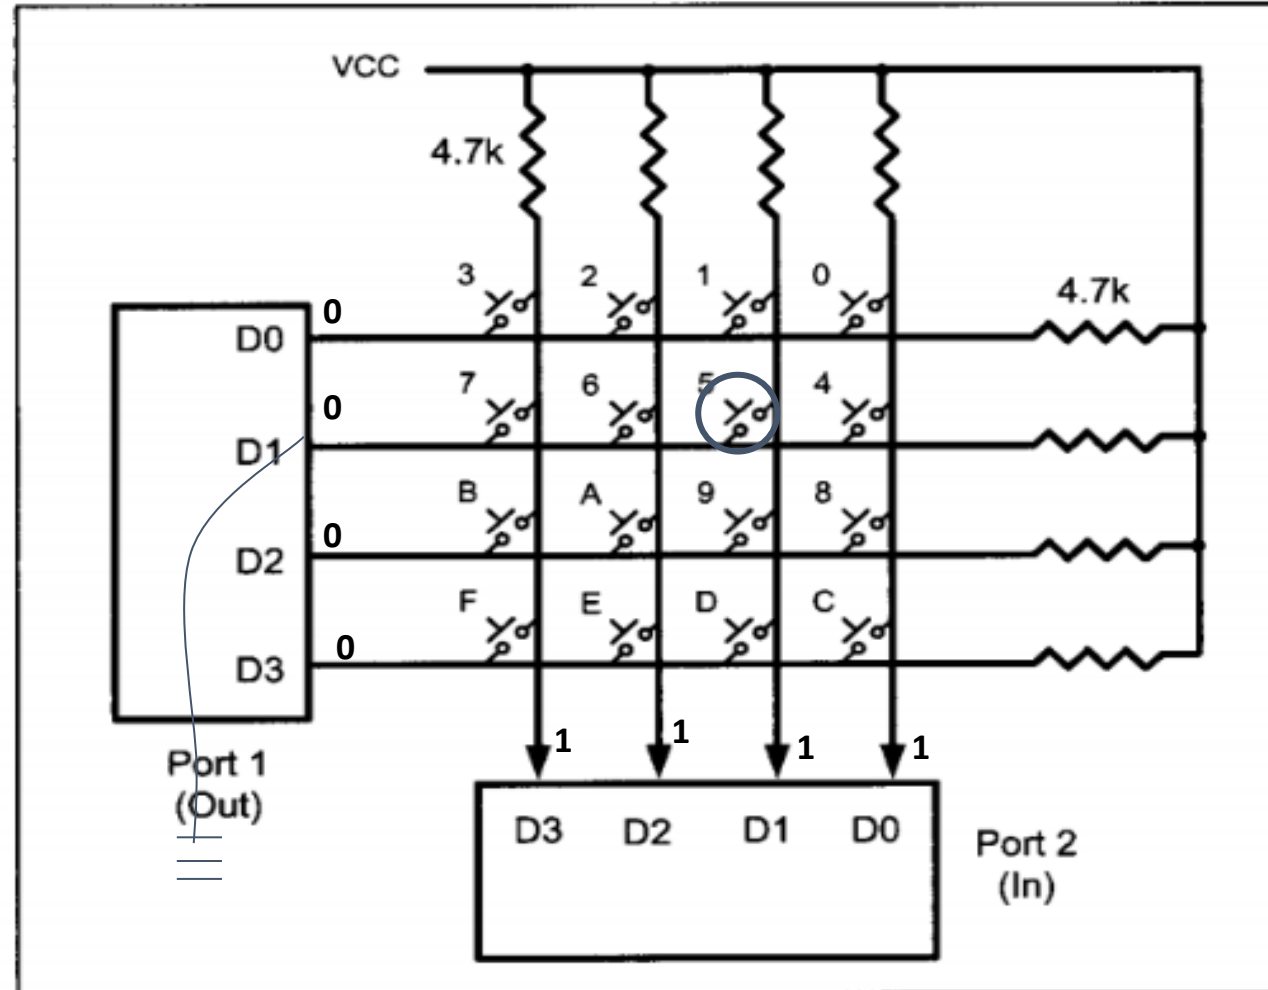 VCC
4.7k
3 2 1 0
4.7k
0
D0
7 6 5 4
0
D1
B A 9 8
0
D2
F E D C
0
D3
1 1 1 1
Port 1
(Out)
D3 D2 D1 D0
Port 2
(In)